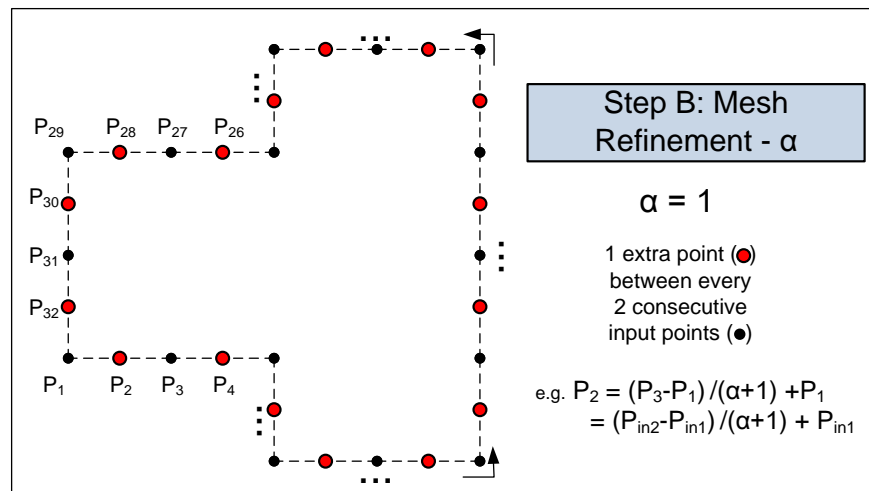 P29 P28 P27 P26
P30
P31
P32
P1 P2 P3 P4
...
...
...
...
...
Step B: Mesh
Refinement - α
α = 1
1 extra point ( )
between every
2 consecutive
input points (•)
e.g. P2 = (P3-P1) /(α+1) +P1
= (Pin2-Pin1) /(α+1) + Pin1